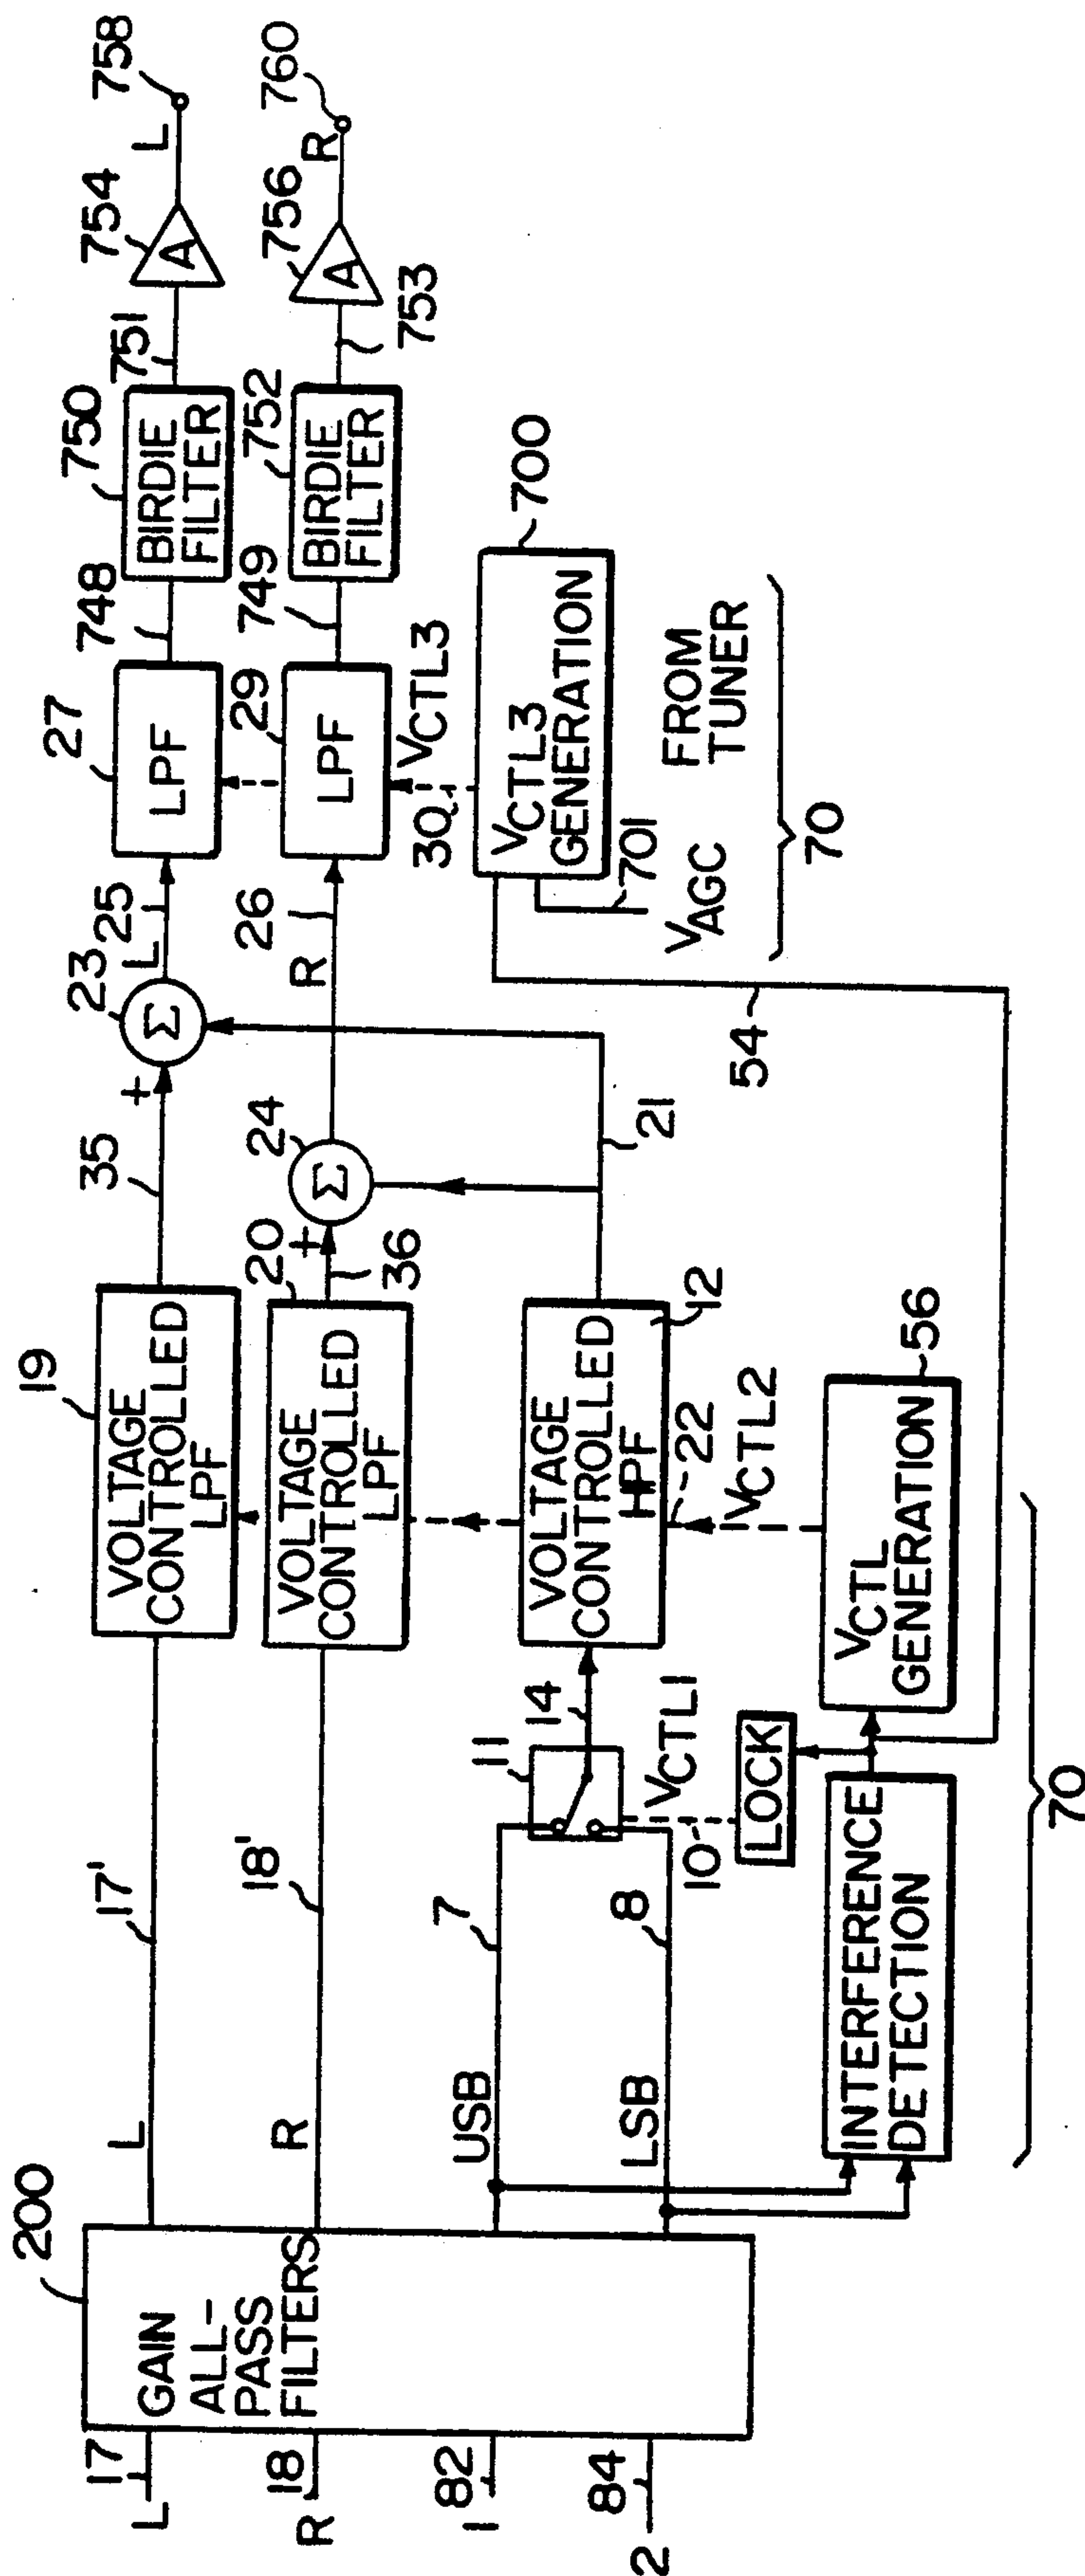 200
L
17
R
18
1
82
2
84
GAIN
ALL-
PASS
FILTERS
L
17'
R
18'
USB
7
LSB
8
19
VOLTAGE
CONTROLLED
LPF
20
VOLTAGE
CONTROLLED
LPF
11
14
VOLTAGE
CONTROLLED
HPF
12
10
VCTL1
LOCK
22
VCTL2
INTERFERENCE
DETECTION
VCTL
GENERATION
56
70
35
+
23
Σ
L
25
36
+
24
Σ
R
26
21
54
27
LPF
29
LPF
30
VCTL3
VCTL3
GENERATION
700
701
VAGC
FROM
TUNER
70
748
750
BIRDIE
FILTER
751
754
A
L
758
749
752
BIRDIE
FILTER
753
756
A
R
760